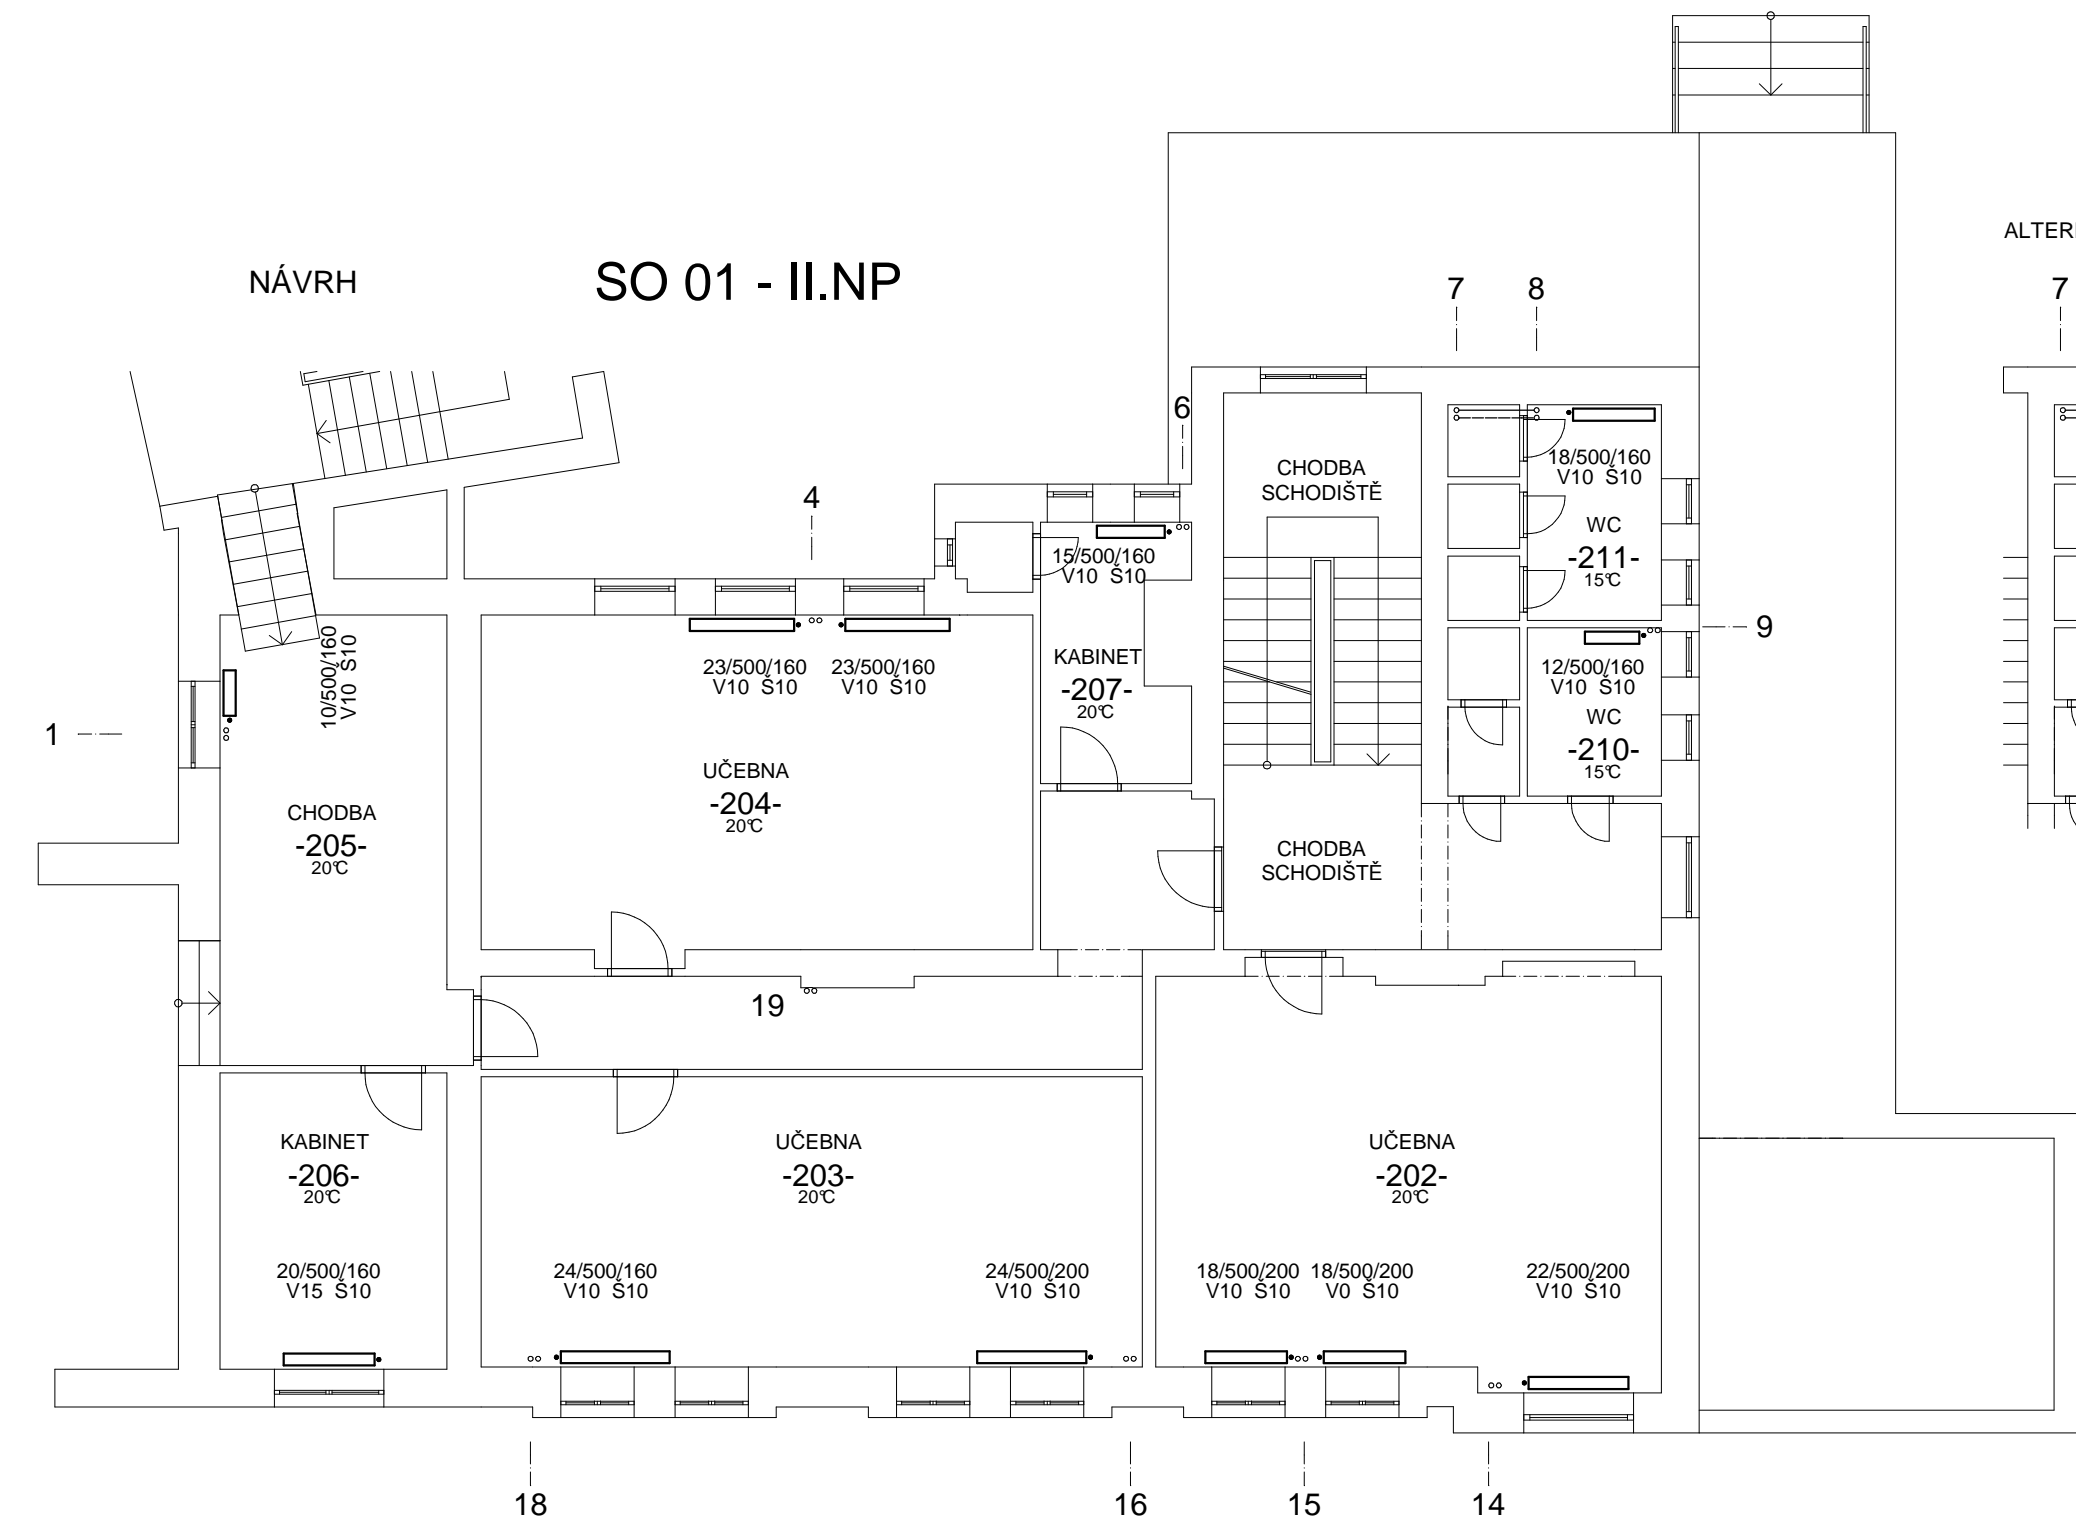 ALTER
NÁVRH
SO 01 - II.NP
7
8
7
6
4
CHODBA
SCHODIŠTĚ
18/500/160
V10 Š10
WC
-211-
15°C
15/500/160
V10 Š10
9
10/500/160
V10 Š10
23/500/160
V10 Š10
23/500/160
V10 Š10
KABINET
-207-
20°C
12/500/160
V10 Š10
WC
-210-
15°C
1
UČEBNA
-204-
20°C
CHODBA
-205-
20°C
CHODBA
SCHODIŠTĚ
19
KABINET
-206-
20°C
UČEBNA
-203-
20°C
UČEBNA
-202-
20°C
20/500/160
V15 Š10
24/500/160
V10 Š10
24/500/200
V10 Š10
18/500/200
V10 Š10
18/500/200
V0 Š10
22/500/200
V10 Š10
18
16
15
14